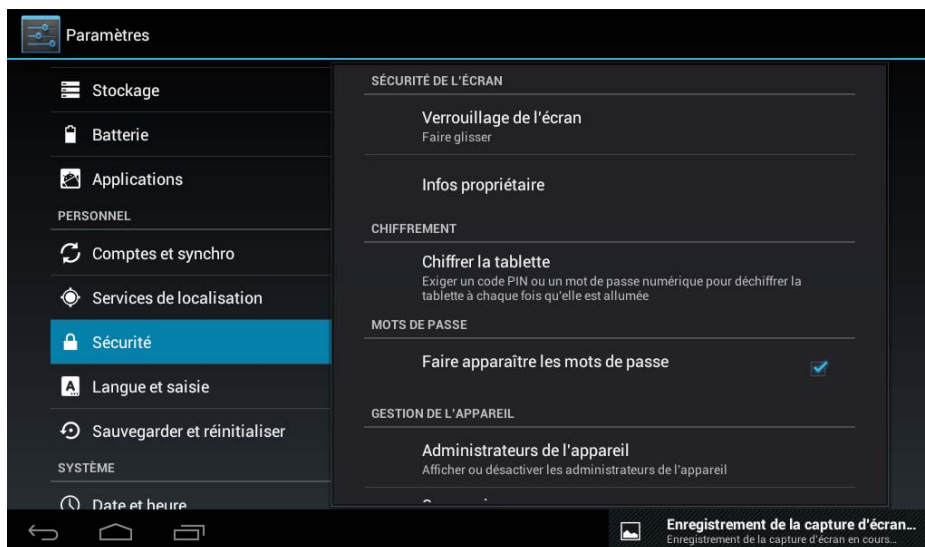 Paramètres
Stockage
Batterie
Applications
PERSONNEL
Comptes et synchro
Services de localisation
Sécurité
Langue et saisie
Sauvegarder et réinitialiser
SYSTÈME
Date et heure
SÉCURITÉ DE L'ÉCRAN
Verrouillage de l'écran
Faire glisser
Infos propriétaire
CHIFFREMENT
Chiffrer la tablette
Exiger un code PIN ou un mot de passe numérique pour déchiffrer la
tablette à chaque fois qu'elle est allumée
MOTS DE PASSE
Faire apparaître les mots de passe
GESTION DE L'APPAREIL
Administrateurs de l'appareil
Afficher ou désactiver les administrateurs de l'appareil
Enregistrement de la capture d'écran...
Enregistrement de la capture d'écran en cours...